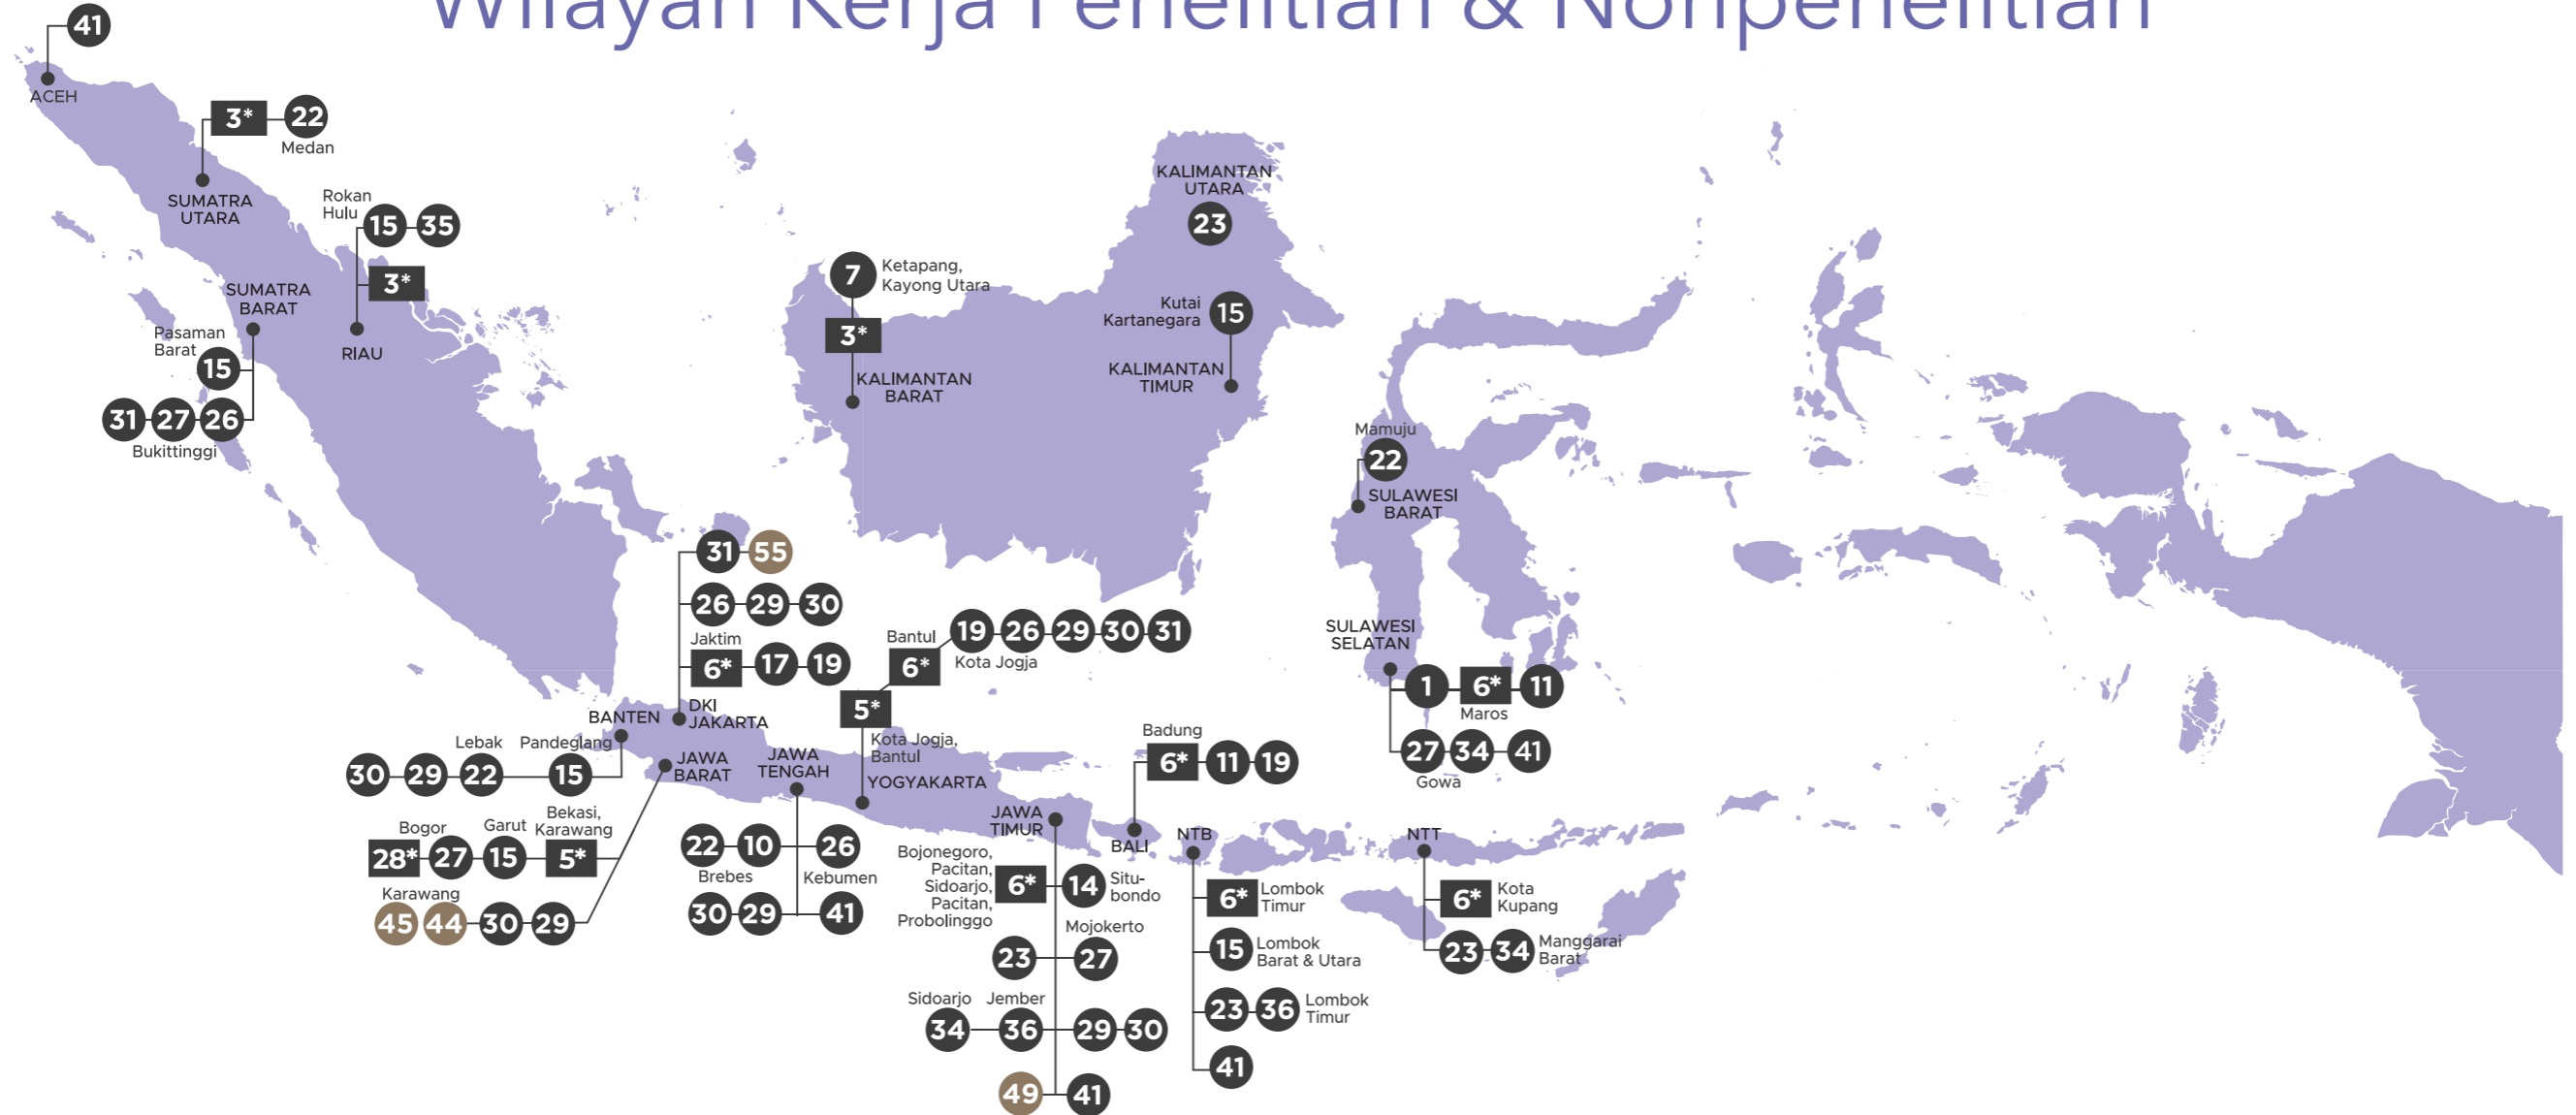 Wilayah Kerja Penelitian & Nonpenelitian
41
ACEH
3* 22
Medan
SUMATRA
UTARA
Rokan
Hulu
15 35
3*
RIAU
SUMATRA
BARAT
Pasaman
Barat
15
31 27 26
Bukittinggi
7
Ketapang,
Kayong Utara
3*
KALIMANTAN
BARAT
KALIMANTAN
UTARA
23
Kutai
Kartanegara
15
KALIMANTAN
TIMUR
Mamuju
22
SULAWESI
BARAT
SULAWESI
SELATAN
1 6* 11
Maros
27 34 41
Gowa
31 55
26 29 30
Jaktim
6* 17 19
DKI
JAKARTA
BANTEN
Lebak Pandeglang
30 29 22 15
JAWA
BARAT
Bekasi,
Karawang
Bogor Garut
28* 27 15 5*
Karawang
45 44 30 29
JAWA
TENGAH
22 10 26
Brebes Kebumen
30 29 41
Bantul
19 26 29 30 31
6*
Kota Jogja
5*
Kota Jogja,
Bantul
YOGYAKARTA
JAWA
TIMUR
Bojonegoro,
Pacitan,
Sidoarjo,
Pacitan,
Probolinggo
6* 14
Situ-
bondo
Mojokerto
23 27
Sidoarjo Jember
34 36 29 30
49 41
Badung
6* 11 19
BALI
NTB
6*
Lombok
Timur
15
Lombok
Barat & Utara
23 36
Lombok
Timur
41
NTT
6*
Kota
Kupang
23 34
Manggarai
Barat